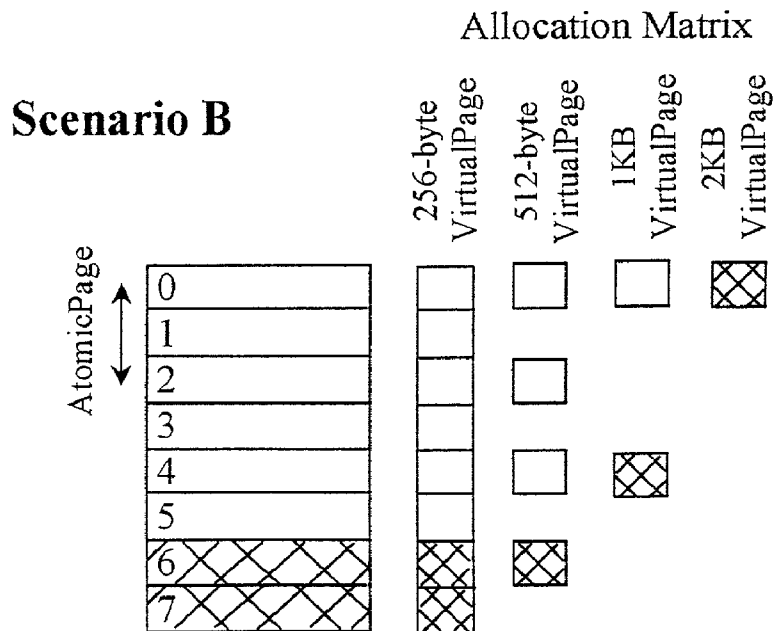 Allocation Matrix
Scenario B
256-byte
VirtualPage
512-byte
VirtualPage
1KB
VirtualPage
2KB
VirtualPage
AtomicPage
0
1
2
3
4
5
6
7